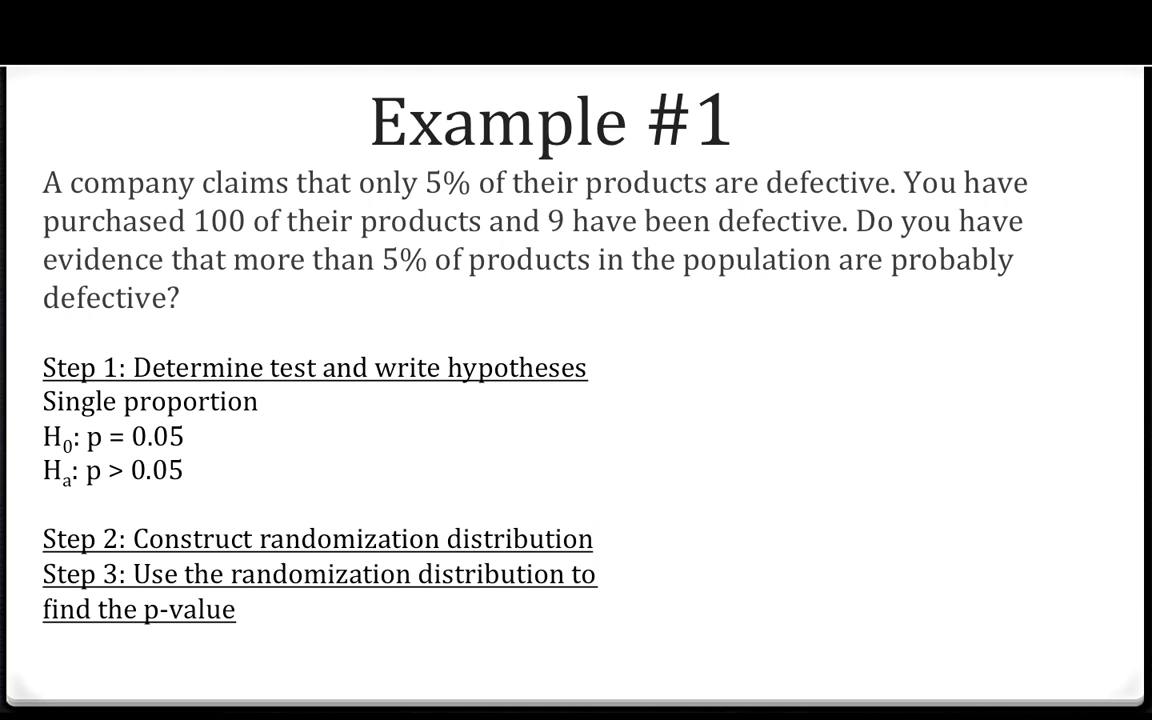 Example #1
A company claims that only 5% of their products are defective. You have
purchased 100 of their products and 9 have been defective. Do you have
evidence that more than 5% of products in the population are probably
defective?
Step 1: Determine test and write hypotheses
Single proportion
H₀: p = 0.05
Hₐ: p > 0.05
Step 2: Construct randomization distribution
Step 3: Use the randomization distribution to
find the p-value